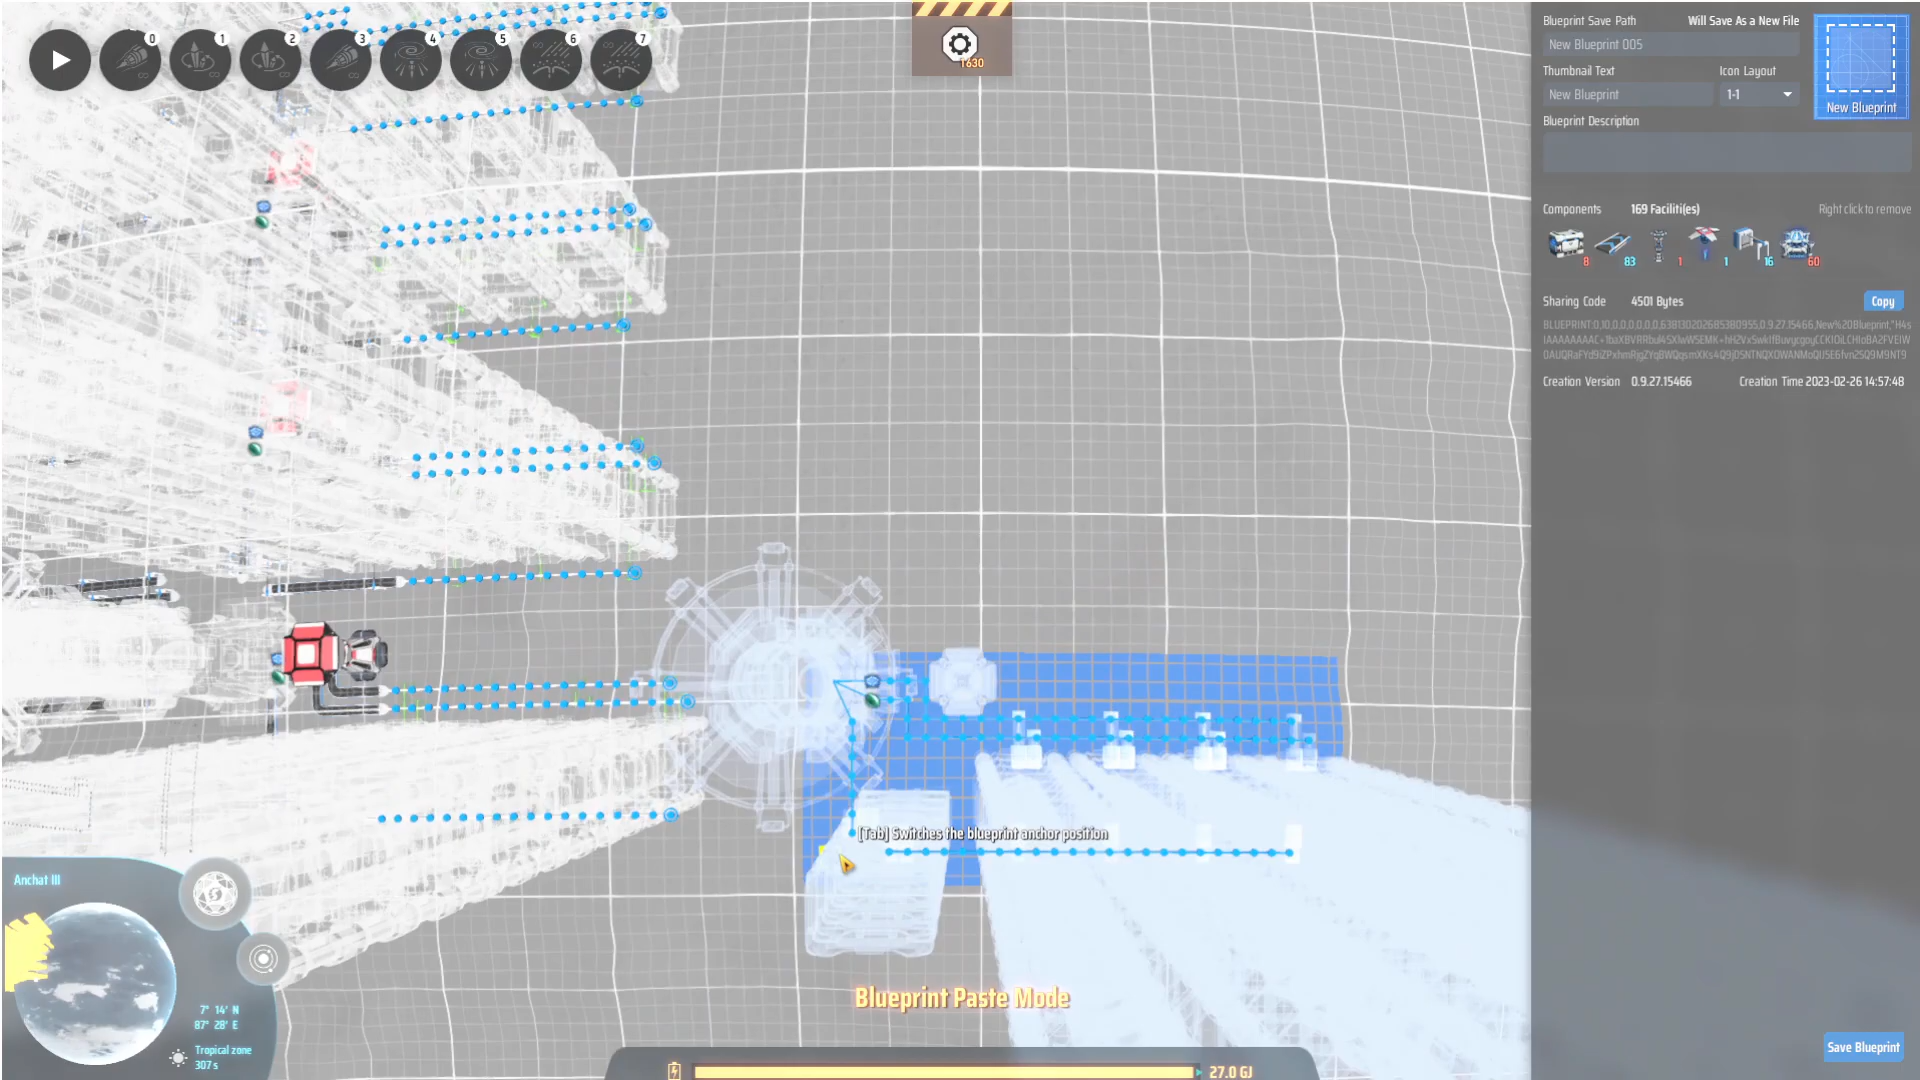 0
1
2
3
4
5
6
7
1630
Blueprint Save Path
Will Save As a New File
New Blueprint 005
Thumbnail Text
Icon Layout
New Blueprint
1-1
New Blueprint
Blueprint Description
Components
169 Faciliti(es)
Right click to remove
8
83
1
1
16
60
Sharing Code
4501 Bytes
Copy
Creation Version
0.9.27.15466
Creation Time 2023-02-26 14:57:48
[Tab] Switches the blueprint anchor position
Anchat III
7° 14' N
87° 28' E
Tropical zone
307 s
Blueprint Paste Mode
27.0 GJ
Save Blueprint